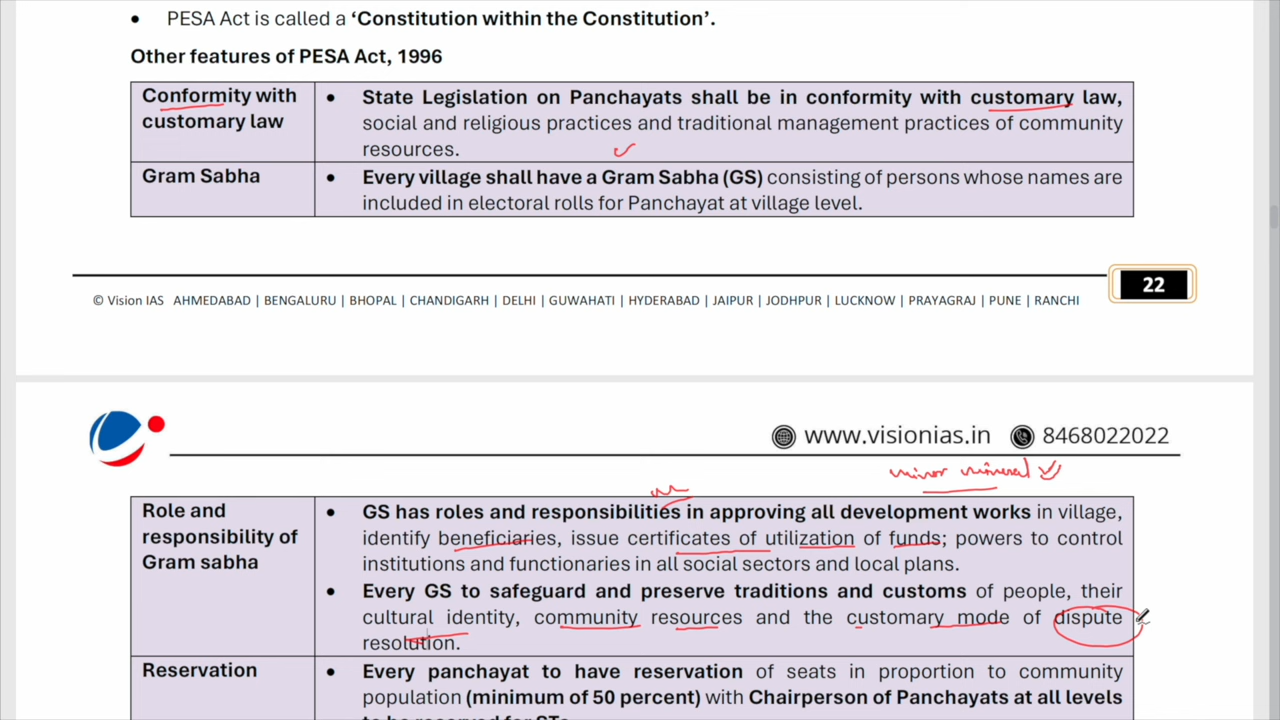 • PESA Act is called a ‘Constitution within the Constitution’.
Other features of PESA Act, 1996
Conformity with customary law
• State Legislation on Panchayats shall be in conformity with customary law,
social and religious practices and traditional management practices of community
resources.
Gram Sabha
• Every village shall have a Gram Sabha (GS) consisting of persons whose names are
included in electoral rolls for Panchayat at village level.
22
© Vision IAS AHMEDABAD | BENGALURU | BHOPAL | CHANDIGARH | DELHI | GUWAHATI | HYDERABAD | JAIPUR | JODHPUR | LUCKNOW | PRAYAGRAJ | PUNE | RANCHI
www.visionias.in 8468022022
minor mineral
Role and
responsibility of
Gram sabha
• GS has roles and responsibilities in approving all development works in village,
identify beneficiaries, issue certificates of utilization of funds; powers to control
institutions and functionaries in all social sectors and local plans.
• Every GS to safeguard and preserve traditions and customs of people, their
cultural identity, community resources and the customary mode of dispute
resolution.
Reservation
• Every panchayat to have reservation of seats in proportion to community
population (minimum of 50 percent) with Chairperson of Panchayats at all levels
to be reserved for STs